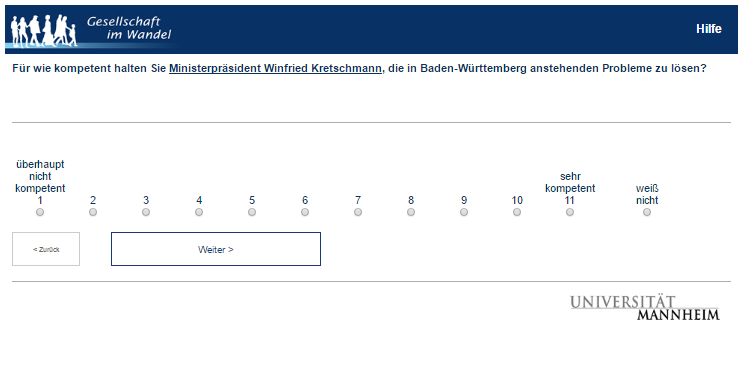 Gesellschaft
im Wandel
Hilfe
Für wie kompetent halten Sie Ministerpräsident Winfried Kretschmann, die in Baden-Württemberg anstehenden Probleme zu lösen?
überhaupt
nicht
kompetent
sehr
kompetent
weiß
nicht
1 2 3 4 5 6 7 8 9 10 11
< Zurück
Weiter >
UNIVERSITÄT
MANNHEIM